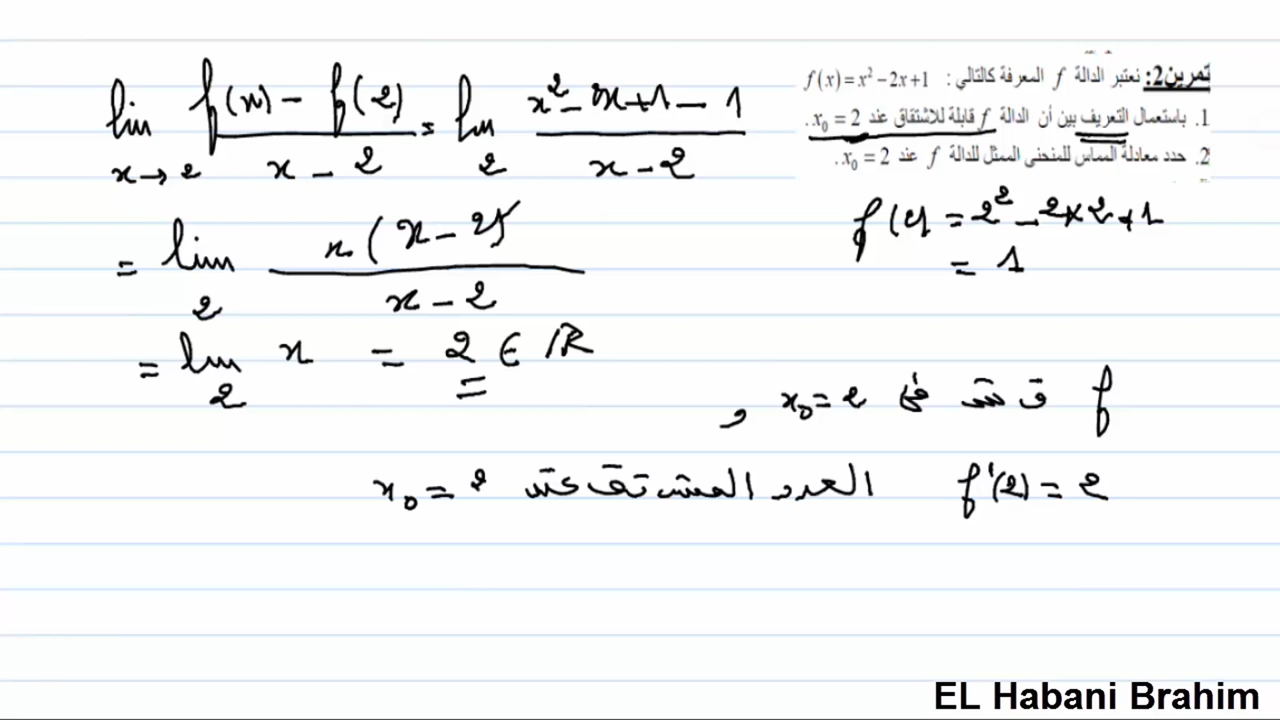 تمرين2: نعتبر الدالة f المعرفة كالتالي : f(x)=x²−2x+1
1. باستعمال التعريف بين أن الدالة f قابلة للاشتقاق عند x₀=2 .
2. حدد معادلة المماس للمنحنى الممثل للدالة f عند x₀=2 .
f(2) = 2² − 2×2+1
= 1
lim x→2 (f(x) − f(2))/(x − 2) = lim 2 (x² − 2x+1 − 1)/(x − 2)
= lim 2 x(x − 2)/(x − 2)
= lim 2 x = 2 ∈ ℝ
f ق ش في x₀=2 ,
f'(2) = 2 العدد المشتق عند x₀=2
EL Habani Brahim